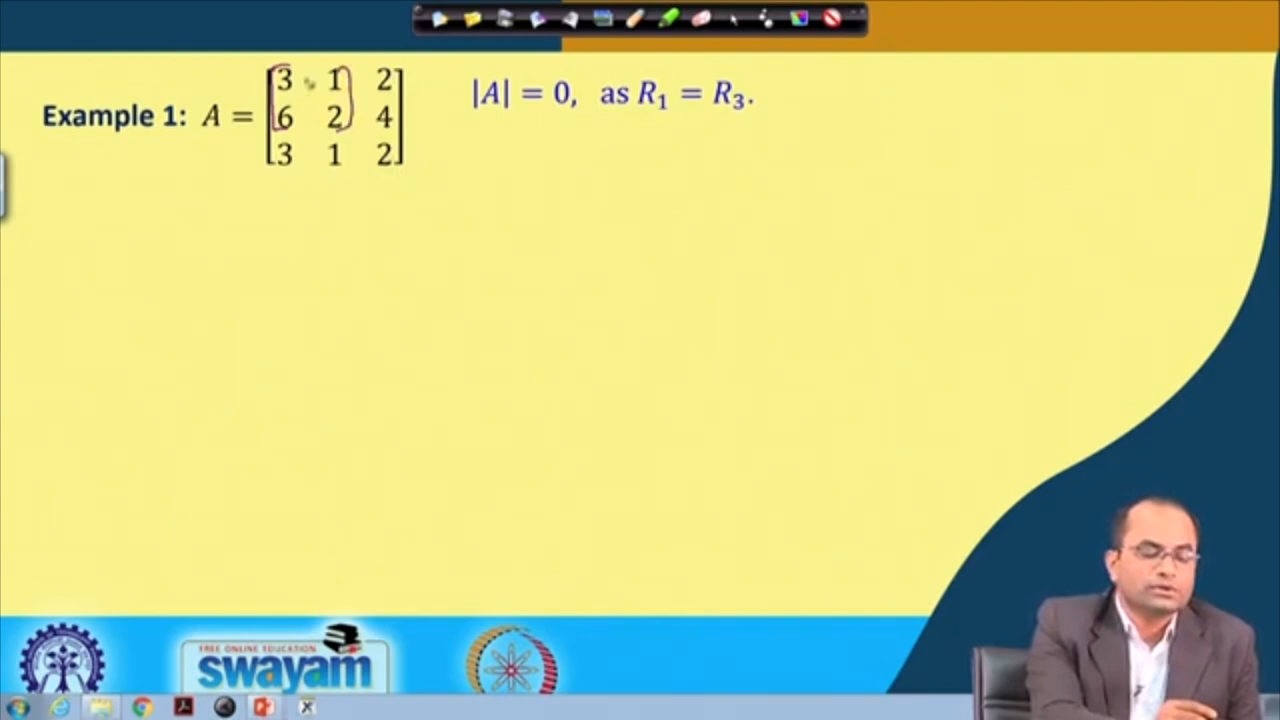 Example 1: A = [3 1 2; 6 2 4; 3 1 2] |A| = 0, as R₁ = R₃.
FREE ONLINE EDUCATION
swayam